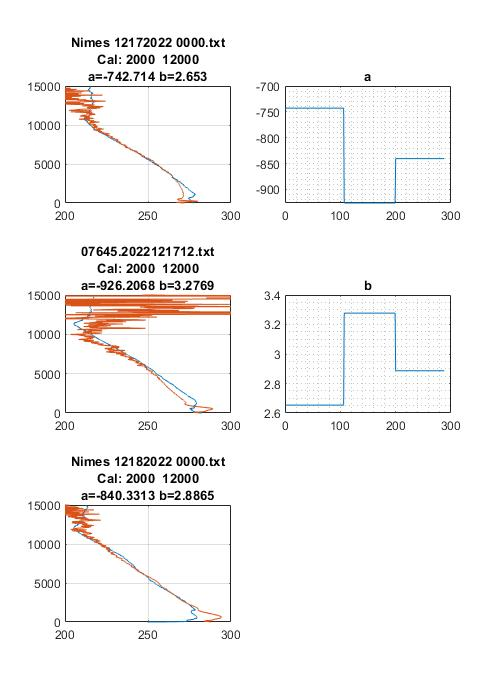 Nimes 12172022 0000.txt
Cal: 2000  12000
a=-742.714 b=2.653
15000
10000
5000
0
200 250 300
a
-700
-750
-800
-850
-900
0 100 200 300
07645.2022121712.txt
Cal: 2000  12000
a=-926.2068 b=3.2769
15000
10000
5000
0
200 250 300
b
3.4
3.2
3
2.8
2.6
0 100 200 300
Nimes 12182022 0000.txt
Cal: 2000  12000
a=-840.3313 b=2.8865
15000
10000
5000
0
200 250 300